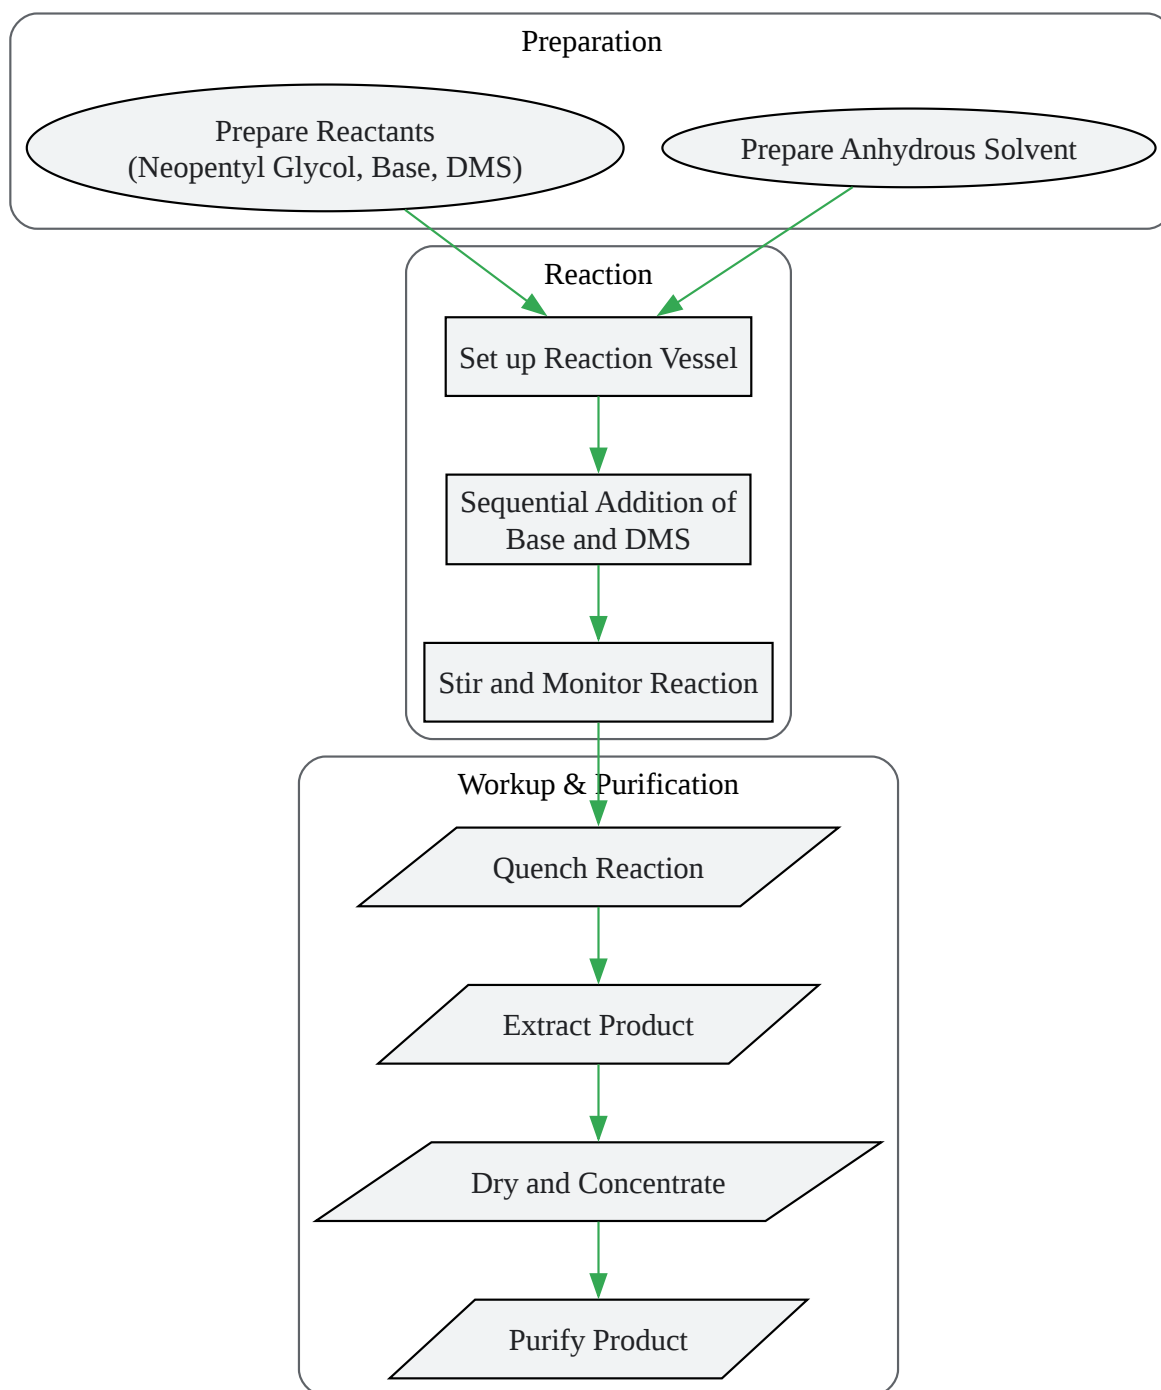 Preparation
Prepare Reactants
(Neopentyl Glycol, Base, DMS)
Prepare Anhydrous Solvent
Reaction
Set up Reaction Vessel
Sequential Addition of
Base and DMS
Stir and Monitor Reaction
Workup & Purification
Quench Reaction
Extract Product
Dry and Concentrate
Purify Product